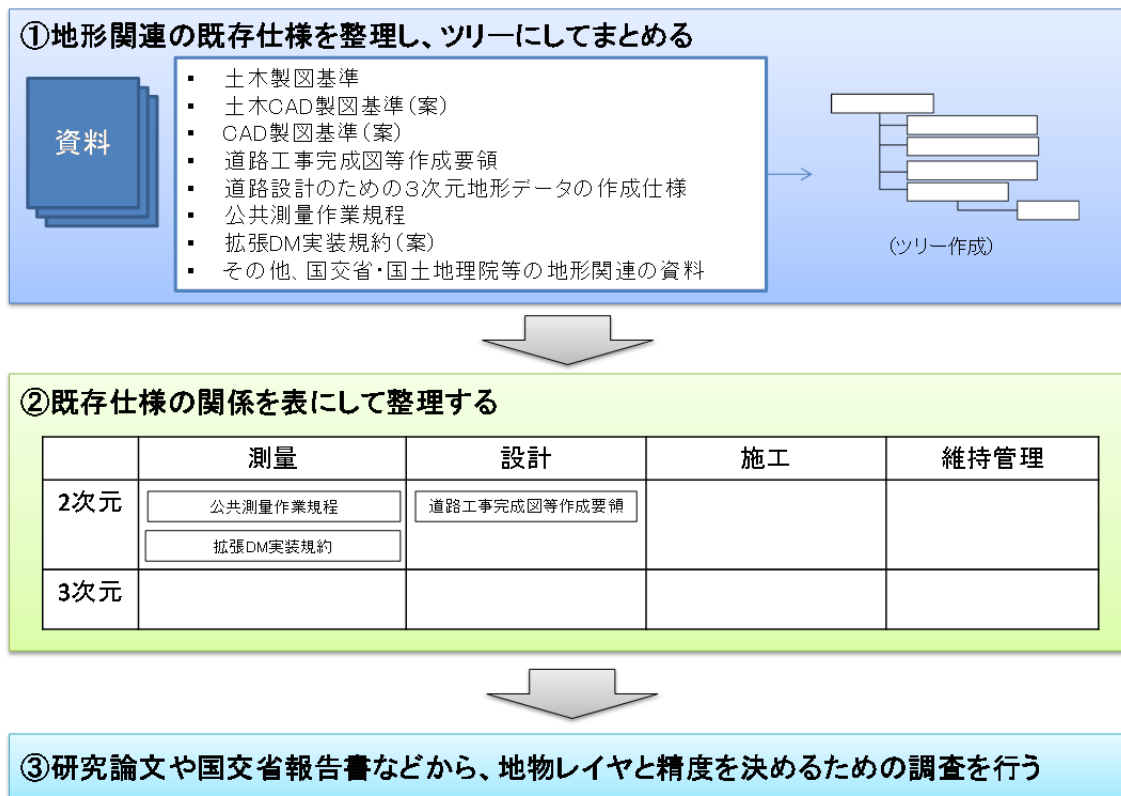 ①地形関連の既存仕様を整理し、ツリーにしてまとめる
資料
▪ 土木製図基準
▪ 土木CAD製図基準(案)
▪ CAD製図基準(案)
▪ 道路工事完成図等作成要領
▪ 道路設計のための3次元地形データの作成仕様
▪ 公共測量作業規程
▪ 拡張DM実装規約(案)
▪ その他、国交省・国土地理院等の地形関連の資料
(ツリー作成)
②既存仕様の関係を表にして整理する
測量 設計 施工 維持管理
2次元 公共測量作業規程 道路工事完成図等作成要領
拡張DM実装規約
3次元
③研究論文や国交省報告書などから、地物レイヤと精度を決めるための調査を行う